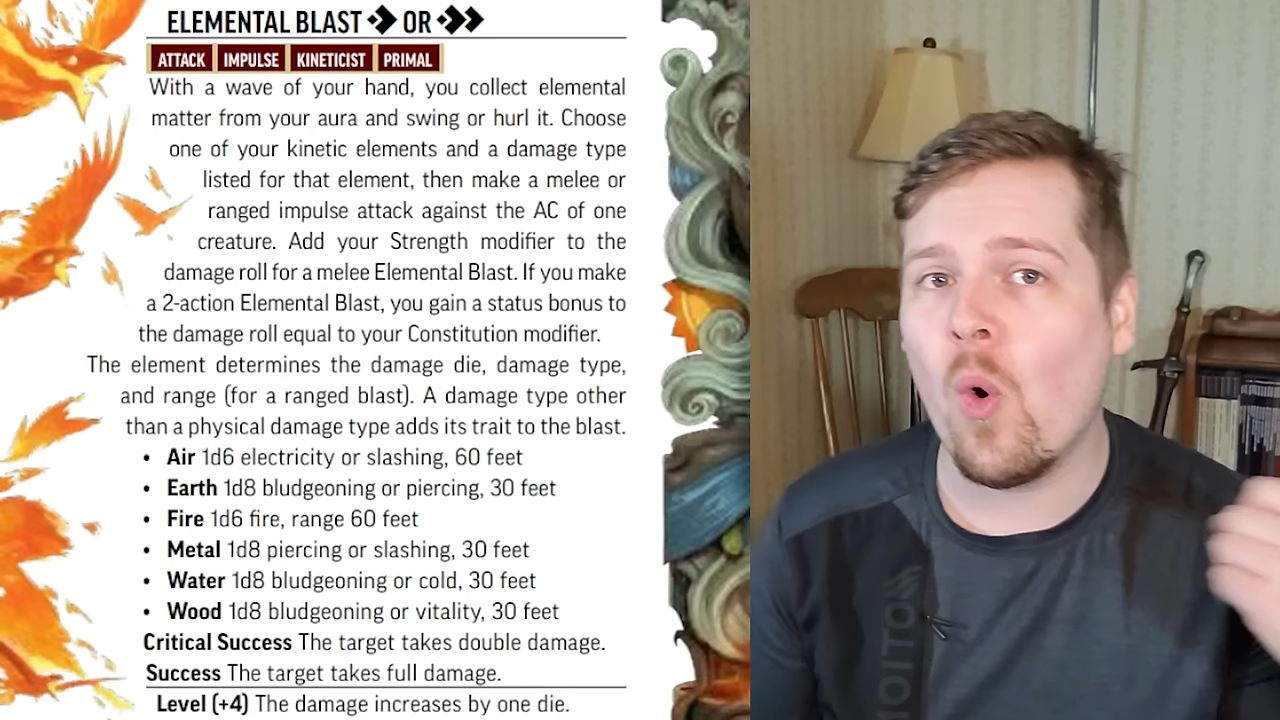 ELEMENTAL BLAST OR
ATTACK IMPULSE KINETICIST PRIMAL
With a wave of your hand, you collect elemental
matter from your aura and swing or hurl it. Choose
one of your kinetic elements and a damage type
listed for that element, then make a melee or
ranged impulse attack against the AC of one
creature. Add your Strength modifier to the
damage roll for a melee Elemental Blast. If you make
a 2-action Elemental Blast, you gain a status bonus to
the damage roll equal to your Constitution modifier.
The element determines the damage die, damage type,
and range (for a ranged blast). A damage type other
than a physical damage type adds its trait to the blast.
• Air 1d6 electricity or slashing, 60 feet
• Earth 1d8 bludgeoning or piercing, 30 feet
• Fire 1d6 fire, range 60 feet
• Metal 1d8 piercing or slashing, 30 feet
• Water 1d8 bludgeoning or cold, 30 feet
• Wood 1d8 bludgeoning or vitality, 30 feet
Critical Success The target takes double damage.
Success The target takes full damage.
Level (+4) The damage increases by one die.